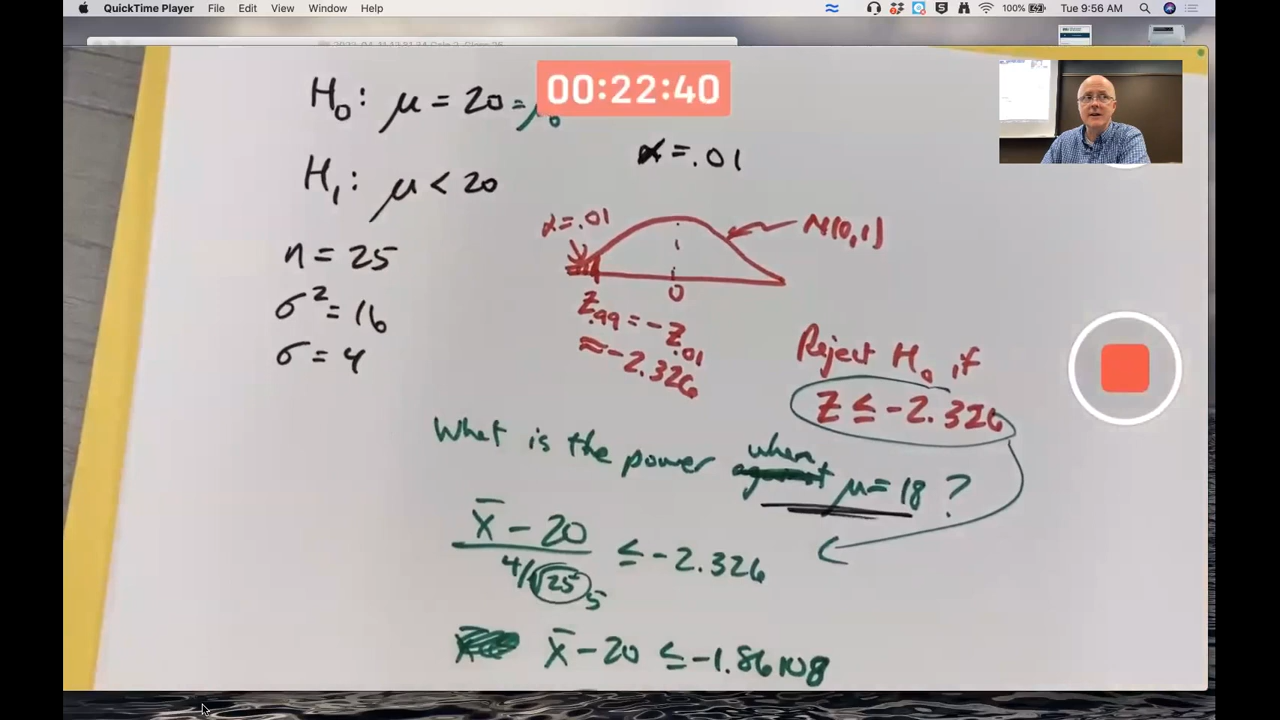 QuickTime Player File Edit View Window Help 100% Tue 9:56 AM
00:22:40
H₀: μ = 20 = μ₀
α = .01
H₁: μ < 20
α = .01
N(0,1)
n = 25
0
σ² = 16
z.99 = -z.01
σ = 4
≈ -2.326
Reject H₀ if
Z ≤ -2.326
What is the power when
against μ = 18 ?
x̄ - 20
4/√25 5 ≤ -2.326
x̄ - 20 ≤ -1.86108